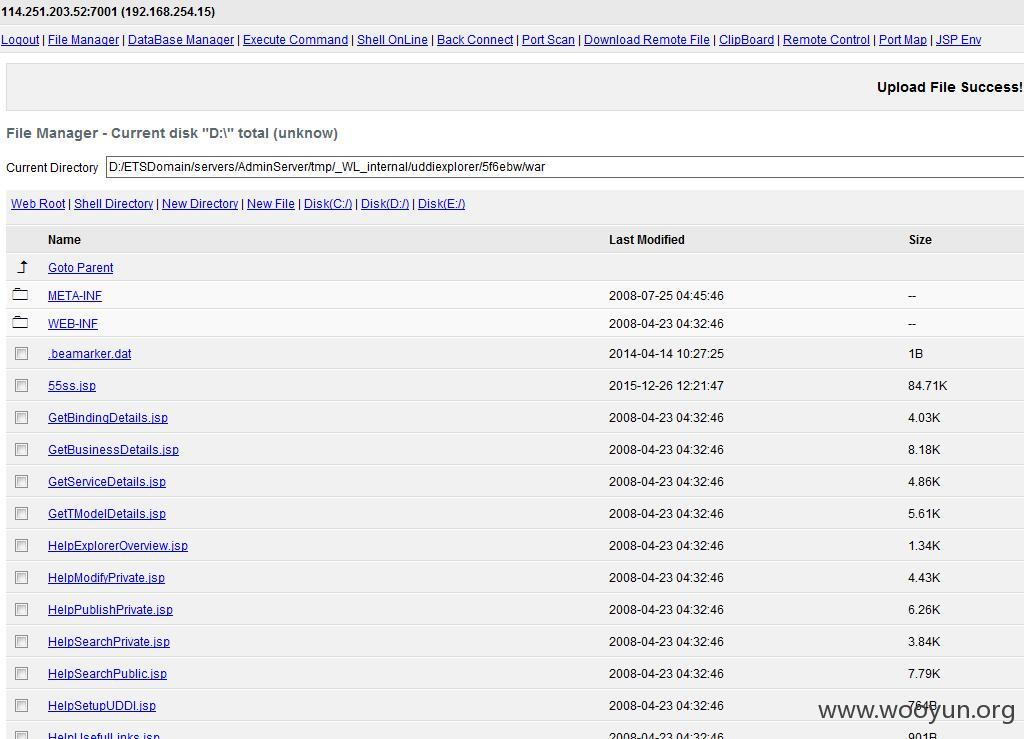 114.251.203.52:7001 (192.168.254.15)
Logout | File Manager | DataBase Manager | Execute Command | Shell OnLine | Back Connect | Port Scan | Download Remote File | ClipBoard | Remote Control | Port Map | JSP Env
Upload File Success!
File Manager - Current disk "D:\" total (unknow)
Current Directory D:/ETSDomain/servers/AdminServer/tmp/_WL_internal/uddiexplorer/5f6ebw/war
Web Root | Shell Directory | New Directory | New File | Disk(C:/) | Disk(D:/) | Disk(E:/)
Name Last Modified Size
Goto Parent
META-INF 2008-07-25 04:45:46 --
WEB-INF 2008-04-23 04:32:46 --
.beamarker.dat 2014-04-14 10:27:25 1B
55ss.jsp 2015-12-26 12:21:47 84.71K
GetBindingDetails.jsp 2008-04-23 04:32:46 4.03K
GetBusinessDetails.jsp 2008-04-23 04:32:46 8.18K
GetServiceDetails.jsp 2008-04-23 04:32:46 4.86K
GetTModelDetails.jsp 2008-04-23 04:32:46 5.61K
HelpExplorerOverview.jsp 2008-04-23 04:32:46 1.34K
HelpModifyPrivate.jsp 2008-04-23 04:32:46 4.43K
HelpPublishPrivate.jsp 2008-04-23 04:32:46 6.26K
HelpSearchPrivate.jsp 2008-04-23 04:32:46 3.84K
HelpSearchPublic.jsp 2008-04-23 04:32:46 7.79K
HelpSetupUDDI.jsp 2008-04-23 04:32:46 764B
www.wooyun.org
HelpUsefulLinks.jsp 2008-04-23 04:32:46 901B